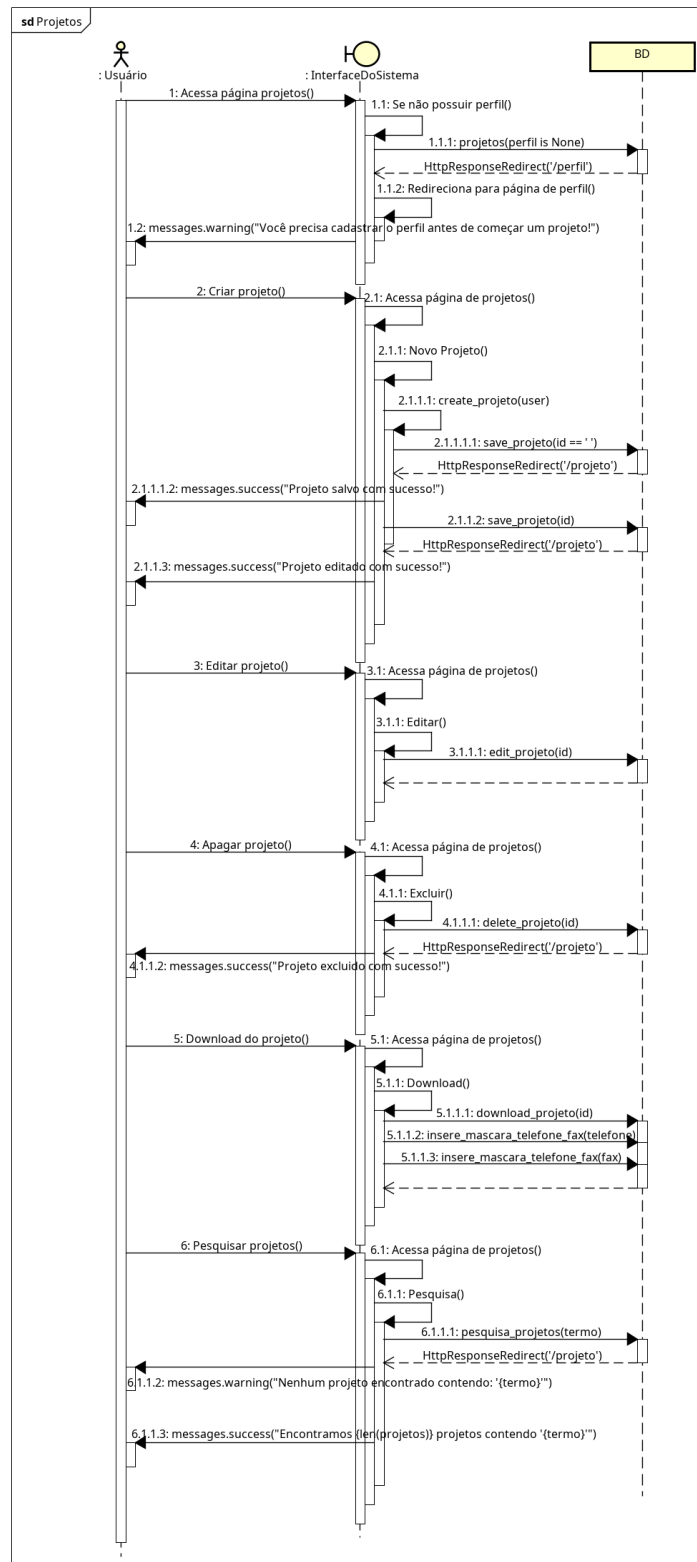 sd Projetos
: Usuário
: InterfaceDoSistema
BD
1: Acessa página projetos()
1.1: Se não possuir perfil()
1.1.1: projetos(perfil is None)
HttpResponseRedirect('/perfil')
1.1.2: Redireciona para página de perfil()
1.2: messages.warning("Você precisa cadastrar o perfil antes de começar um projeto!")
2: Criar projeto()
2.1: Acessa página de projetos()
2.1.1: Novo Projeto()
2.1.1.1: create_projeto(user)
2.1.1.1.1: save_projeto(id == ' ')
HttpResponseRedirect('/projeto')
2.1.1.1.2: messages.success("Projeto salvo com sucesso!")
2.1.1.2: save_projeto(id)
HttpResponseRedirect('/projeto')
2.1.1.3: messages.success("Projeto editado com sucesso!")
3: Editar projeto()
3.1: Acessa página de projetos()
3.1.1: Editar()
3.1.1.1: edit_projeto(id)
4: Apagar projeto()
4.1: Acessa página de projetos()
4.1.1: Excluir()
4.1.1.1: delete_projeto(id)
HttpResponseRedirect('/projeto')
4.1.1.2: messages.success("Projeto excluido com sucesso!")
5: Download do projeto()
5.1: Acessa página de projetos()
5.1.1: Download()
5.1.1.1: download_projeto(id)
5.1.1.2: insere_mascara_telefone_fax(telefone)
5.1.1.3: insere_mascara_telefone_fax(fax)
6: Pesquisar projetos()
6.1: Acessa página de projetos()
6.1.1: Pesquisa()
6.1.1.1: pesquisa_projetos(termo)
HttpResponseRedirect('/projeto')
6.1.1.2: messages.warning("Nenhum projeto encontrado contendo: '{termo}'")
6.1.1.3: messages.success("Encontramos {len(projetos)} projetos contendo '{termo}'")